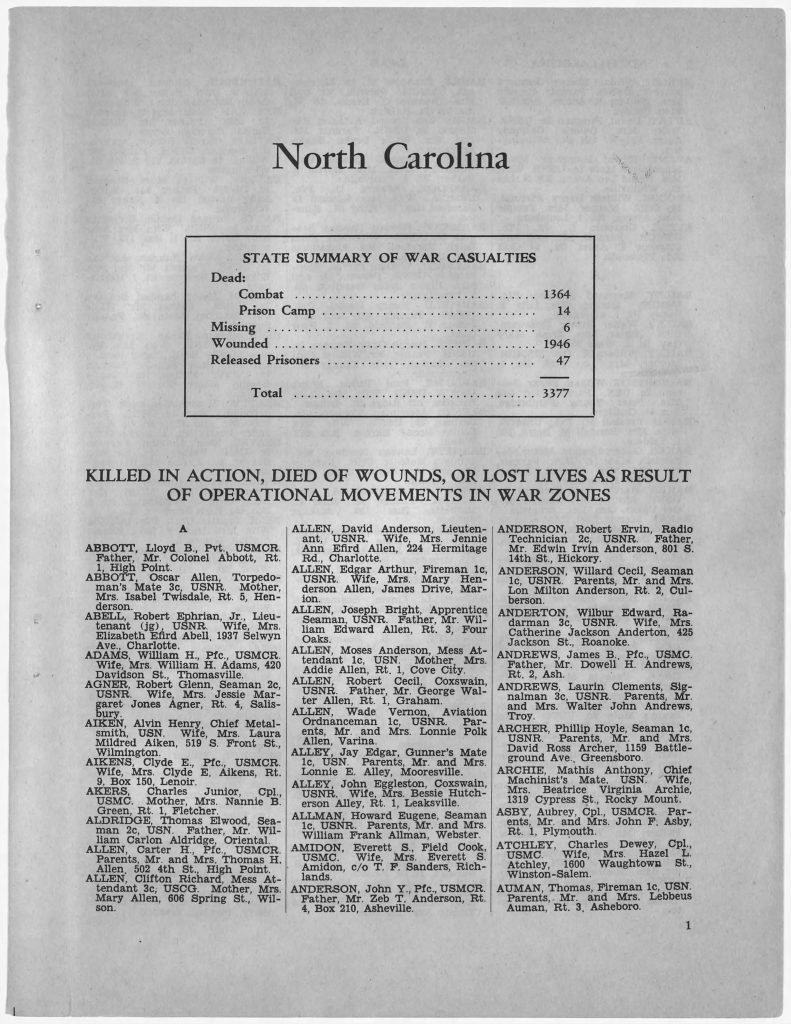 North Carolina
STATE SUMMARY OF WAR CASUALTIES
Dead:
Combat .................................... 1364
Prison Camp ................................ 14
Missing ........................................ 6
Wounded ....................................... 1946
Released Prisoners ............................... 47
Total .................................... 3377
KILLED IN ACTION, DIED OF WOUNDS, OR LOST LIVES AS RESULT
OF OPERATIONAL MOVEMENTS IN WAR ZONES
A
ABBOTT, Lloyd B., Pvt., USMCR.
Father, Mr. Colonel Abbott, Rt.
1, High Point.
ABBOTT, Oscar Allen, Torpedo-
man's Mate 3c, USNR. Mother,
Mrs. Isabel Twisdale, Rt. 5, Hen-
derson.
ABELL, Robert Ephrian, Jr., Lieu-
tenant (jg), USNR. Wife, Mrs.
Elizabeth Efird Abell, 1937 Selwyn
Ave., Charlotte.
ADAMS, William H., Pfc., USMCR.
Wife, Mrs. William H. Adams, 420
Davidson St., Thomasville.
AGNER, Robert Glenn, Seaman 2c,
USNR. Wife, Mrs. Jessie Mar-
garet Jones Agner, Rt. 4, Salis-
bury.
AIKEN, Alvin Henry, Chief Metal-
smith, USN. Wife, Mrs. Laura
Mildred Aiken, 519 S. Front St.,
Wilmington.
AIKENS, Clyde E., Pfc., USMCR.
Wife, Mrs. Clyde E. Aikens, Rt.
9, Box 150, Lenoir.
AKERS, Charles Junior, Cpl.,
USMC. Mother, Mrs. Nannie B.
Green, Rt. 1, Fletcher.
ALDRIDGE, Thomas Elwood, Sea-
man 2c, USN. Father, Mr. Wil-
liam Carlon Aldridge, Oriental.
ALLEN, Carter H., Pfc., USMCR.
Parents, Mr. and Mrs. Thomas H.
Allen, 502 4th St., High Point.
ALLEN, Clifton Richard, Mess At-
tendant 3c, USCG. Mother, Mrs.
Mary Allen, 606 Spring St., Wil-
son.
ALLEN, David Anderson, Lieuten-
ant, USNR. Wife, Mrs. Jennie
Ann Efird Allen, 224 Hermitage
Rd., Charlotte.
ALLEN, Edgar Arthur, Fireman 1c,
USNR. Wife, Mrs. Mary Hen-
derson Allen, James Drive, Mar-
ion.
ALLEN, Joseph Bright, Apprentice
Seaman, USNR. Father, Mr. Wil-
liam Edward Allen, Rt. 3, Four
Oaks.
ALLEN, Moses Anderson, Mess At-
tendant 1c, USN. Mother, Mrs.
Addie Allen, Rt. 1, Cove City.
ALLEN, Robert Cecil, Coxswain,
USNR. Father, Mr. George Wal-
ter Allen, Rt. 1, Graham.
ALLEN, Wade Vernon, Aviation
Ordnanceman 1c, USNR. Par-
ents, Mr. and Mrs. Lonnie Polk
Allen, Varina.
ALLEY, Jay Edgar, Gunner's Mate
1c, USN. Parents, Mr. and Mrs.
Lonnie E. Alley, Mooresville.
ALLEY, John Eggleston, Coxswain,
USNR. Wife, Mrs. Bessie Hutch-
erson Alley, Rt. 1, Leaksville.
ALLMAN, Howard Eugene, Seaman
1c, USNR. Parents, Mr. and Mrs.
William Frank Allman, Webster.
AMIDON, Everett S., Field Cook,
USMC. Wife, Mrs. Everett S.
Amidon, c/o T. F. Sanders, Rich-
lands.
ANDERSON, John Y., Pfc., USMCR.
Father, Mr. Zeb T. Anderson, Rt.
4, Box 210, Asheville.
ANDERSON, Robert Ervin, Radio
Technician 2c, USNR. Father,
Mr. Edwin Irvin Anderson, 801 S.
14th St., Hickory.
ANDERSON, Willard Cecil, Seaman
1c, USNR. Parents, Mr. and Mrs.
Lon Milton Anderson, Rt. 2, Cul-
berson.
ANDERTON, Wilbur Edward, Ra-
darman 3c, USNR. Wife, Mrs.
Catherine Jackson Anderton, 425
Jackson St., Roanoke.
ANDREWS, James B., Pfc., USMC.
Father, Mr. Dowell H. Andrews,
Rt. 2, Ash.
ANDREWS, Laurin Clements, Sig-
nalman 3c, USNR. Parents, Mr.
and Mrs. Walter John Andrews,
Troy.
ARCHER, Phillip Hoyle, Seaman 1c,
USNR. Parents, Mr. and Mrs.
David Ross Archer, 1159 Battle-
ground Ave., Greensboro.
ARCHIE, Mathis Anthony, Chief
Machinist's Mate, USN. Wife,
Mrs. Beatrice Virginia Archie,
1319 Cypress St., Rocky Mount.
ASBY, Aubrey, Cpl., USMCR. Par-
ents, Mr. and Mrs. John F. Asby,
Rt. 1, Plymouth.
ATCHLEY, Charles Dewey, Cpl.,
USMC. Wife, Mrs. Hazel L.
Atchley, 1600 Waughtown St.,
Winston-Salem.
AUMAN, Thomas, Fireman 1c, USN.
Parents, Mr. and Mrs. Lebbeus
Auman, Rt. 3, Asheboro.
1